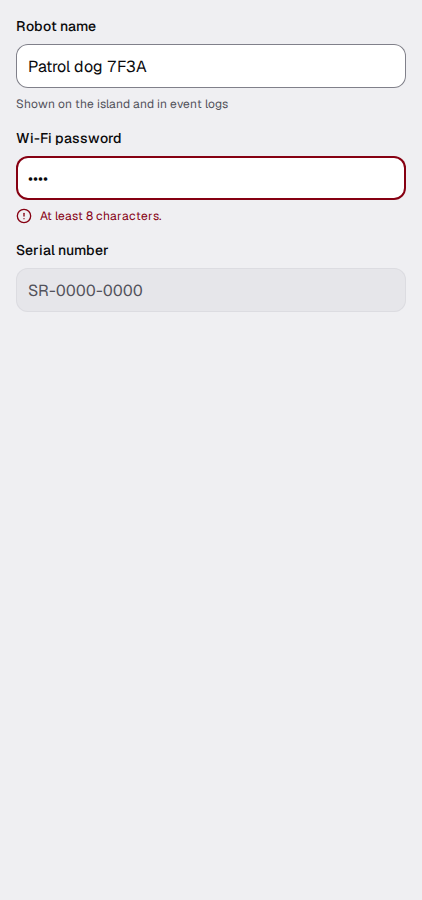 Robot name
Patrol dog 7F3A
Shown on the island and in event logs
Wi-Fi password
••••
At least 8 characters.
Serial number
SR-0000-0000